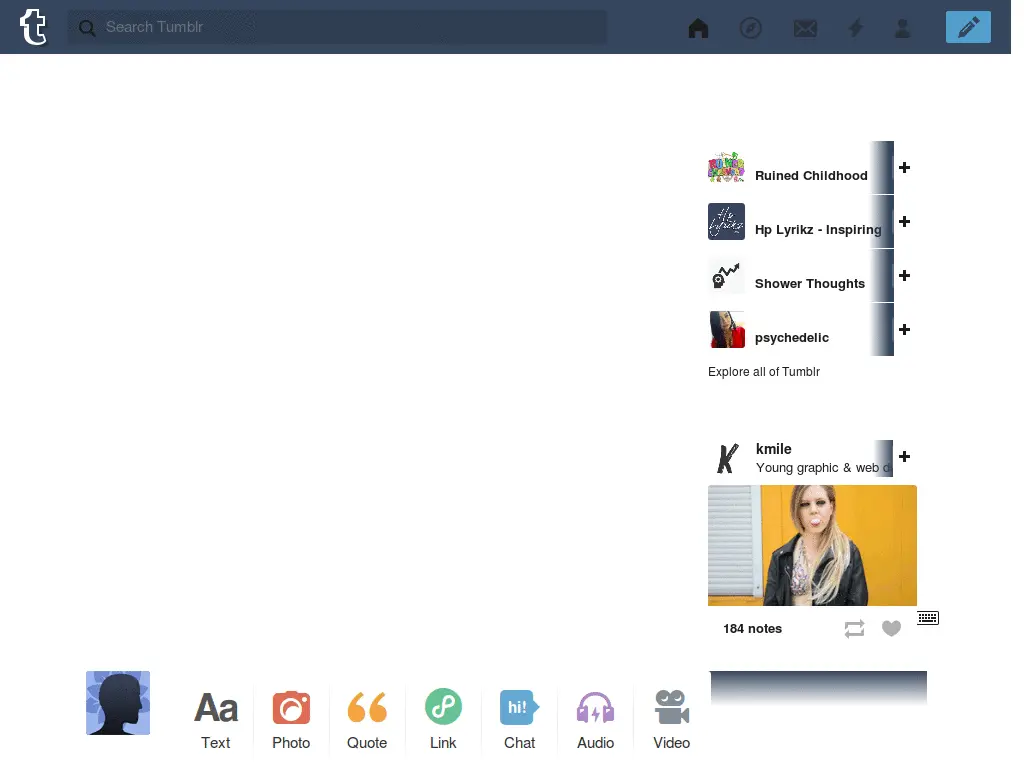 Search Tumblr
Ruined Childhood
Hp Lyrikz - Inspiring
Shower Thoughts
psychedelic
Explore all of Tumblr
kmile
Young graphic & web d
184 notes
Aa
hi!
Text
Photo
Quote
Link
Chat
Audio
Video